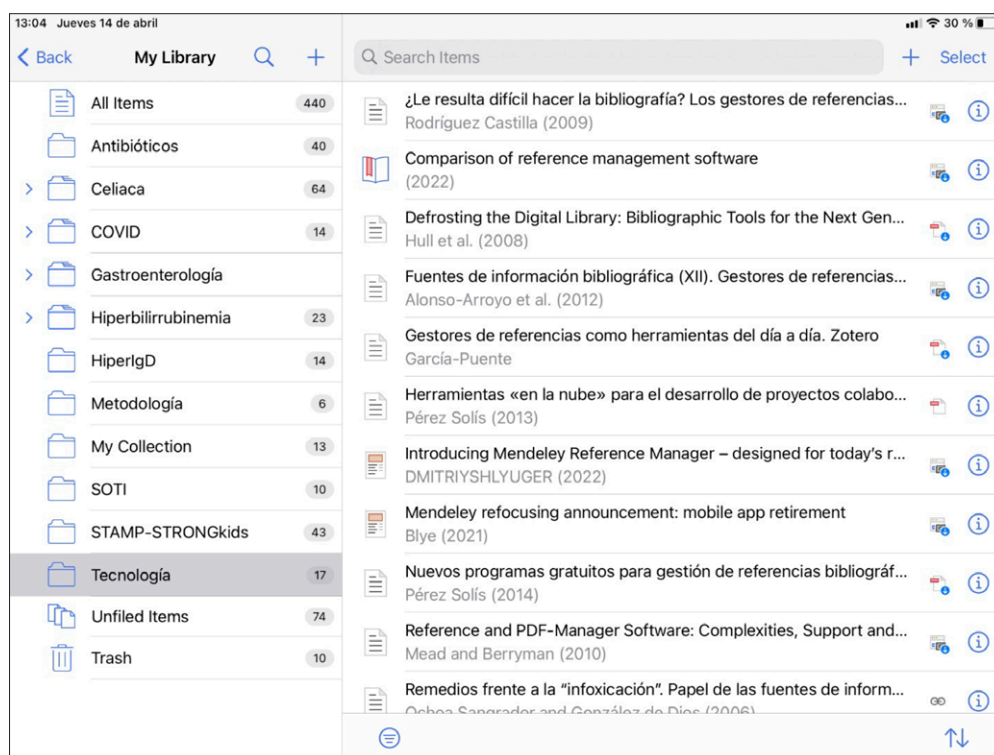 13:04 Jueves 14 de abril
30 %
Back
My Library
All Items 440
Antibióticos 40
Celiaca 64
COVID 14
Gastroenterología
Hiperbilirrubinemia 23
HiperIgD 14
Metodología 6
My Collection 13
SOTI 10
STAMP-STRONGkids 43
Tecnología 17
Unfiled Items 74
Trash 10
Search Items
Select
¿Le resulta difícil hacer la bibliografía? Los gestores de referencias...
Rodríguez Castilla (2009)
Comparison of reference management software
(2022)
Defrosting the Digital Library: Bibliographic Tools for the Next Gen...
Hull et al. (2008)
Fuentes de información bibliográfica (XII). Gestores de referencias...
Alonso-Arroyo et al. (2012)
Gestores de referencias como herramientas del día a día. Zotero
García-Puente
Herramientas «en la nube» para el desarrollo de proyectos colabo...
Pérez Solís (2013)
Introducing Mendeley Reference Manager – designed for today's r...
DMITRIYSHLYUGER (2022)
Mendeley refocusing announcement: mobile app retirement
Blye (2021)
Nuevos programas gratuitos para gestión de referencias bibliográf...
Pérez Solís (2014)
Reference and PDF-Manager Software: Complexities, Support and...
Mead and Berryman (2010)
Remedios frente a la “infoxicación”. Papel de las fuentes de inform...
Ochoa Sangrador and González de Dios (2006)